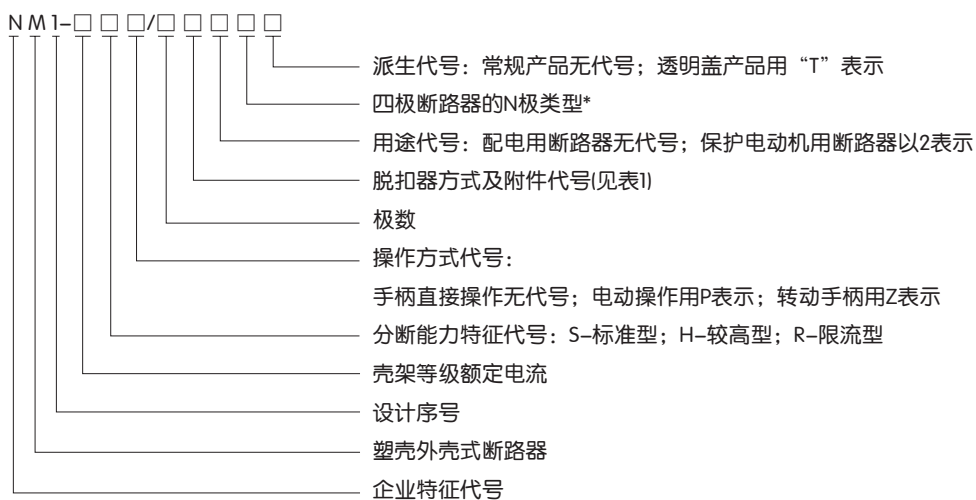 NM1-□□□/□□□□□
派生代号：常规产品无代号；透明盖产品用“T”表示
四极断路器的N极类型*
用途代号：配电用断路器无代号；保护电动机用断路器以2表示
脱扣器方式及附件代号(见表1)
极数
操作方式代号：
手柄直接操作无代号；电动操作用P表示；转动手柄用Z表示
分断能力特征代号：S-标准型；H-较高型；R-限流型
壳架等级额定电流
设计序号
塑壳外壳式断路器
企业特征代号